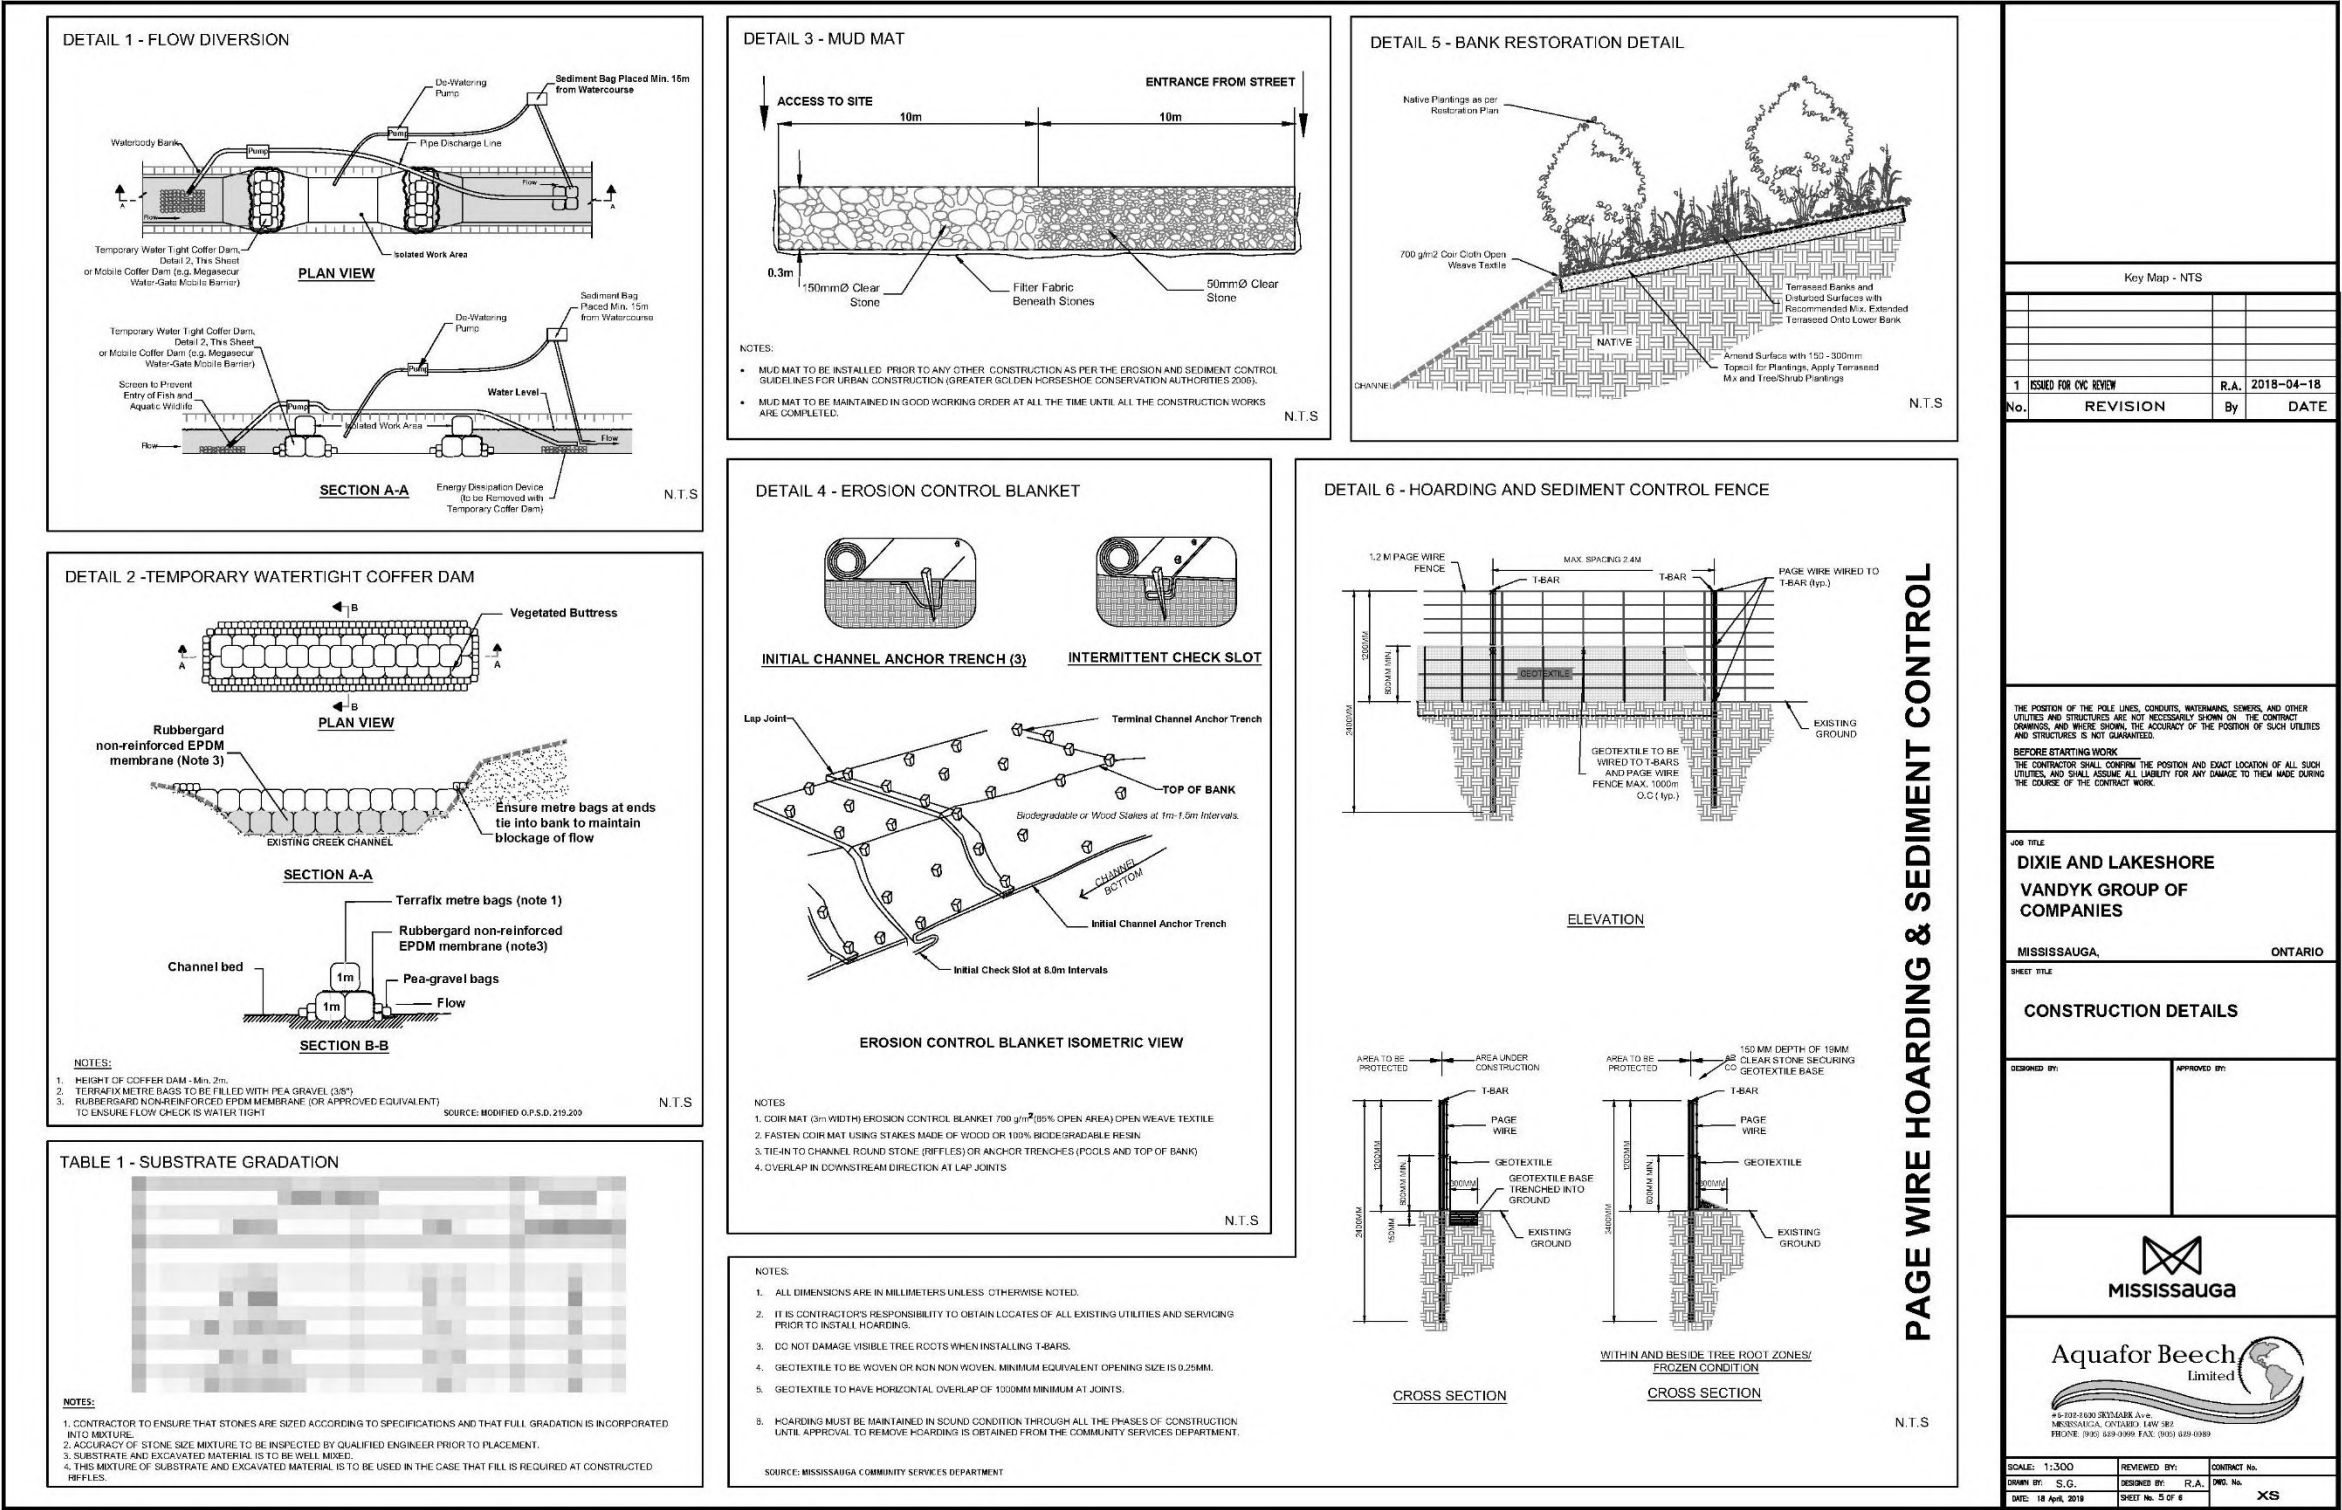 DETAIL 1 - FLOW DIVERSION
De-Watering
Pump
Sediment Bag Placed Min. 15m
from Watercourse
Waterbody Bank
Pump
Pump
Pipe Discharge Line
Flow
A
A
Flow
Temporary Water Tight Coffer Dam,
Detail 2, This Sheet
or Mobile Coffer Dam (e.g. Megasecur
Water-Gate Mobile Barrier)
Isolated Work Area
PLAN VIEW
Sediment Bag
Placed Min. 15m
from Watercourse
De-Watering
Pump
Temporary Water Tight Coffer Dam,
Detail 2, This Sheet
or Mobile Coffer Dam (e.g. Megasecur
Water-Gate Mobile Barrier)
Pump
Screen to Prevent
Entry of Fish and
Aquatic Wildlife
Water Level
Pump
Isolated Work Area
Flow
Flow
SECTION A-A
Energy Dissipation Device
(to be Removed with
Temporary Coffer Dam)
N.T.S
DETAIL 2 -TEMPORARY WATERTIGHT COFFER DAM
B
Vegetated Buttress
A
A
B
PLAN VIEW
Rubbergard
non-reinforced EPDM
membrane (Note 3)
Ensure metre bags at ends
tie into bank to maintain
blockage of flow
EXISTING CREEK CHANNEL
SECTION A-A
Terrafix metre bags (note 1)
Rubbergard non-reinforced
EPDM membrane (note3)
Channel bed
1m
Pea-gravel bags
1m
Flow
SECTION B-B
NOTES:
1. HEIGHT OF COFFER DAM - Min. 2m.
2. TERRAFIX METRE BAGS TO BE FILLED WITH PEA GRAVEL (3/8")
3. RUBBERGARD NON-REINFORCED EPDM MEMBRANE (OR APPROVED EQUIVALENT)
TO ENSURE FLOW CHECK IS WATER TIGHT
SOURCE: MODIFIED O.P.S.D. 219.200
N.T.S
TABLE 1 - SUBSTRATE GRADATION
NOTES:
1. CONTRACTOR TO ENSURE THAT STONES ARE SIZED ACCORDING TO SPECIFICATIONS AND THAT FULL GRADATION IS INCORPORATED
INTO MIXTURE.
2. ACCURACY OF STONE SIZE MIXTURE TO BE INSPECTED BY QUALIFIED ENGINEER PRIOR TO PLACEMENT.
3. SUBSTRATE AND EXCAVATED MATERIAL IS TO BE WELL MIXED.
4. THIS MIXTURE OF SUBSTRATE AND EXCAVATED MATERIAL IS TO BE USED IN THE CASE THAT FILL IS REQUIRED AT CONSTRUCTED
RIFFLES.
DETAIL 3 - MUD MAT
ENTRANCE FROM STREET
ACCESS TO SITE
10m
10m
0.3m
150mmØ Clear
Stone
Filter Fabric
Beneath Stones
50mmØ Clear
Stone
NOTES:
• MUD MAT TO BE INSTALLED PRIOR TO ANY OTHER CONSTRUCTION AS PER THE EROSION AND SEDIMENT CONTROL
GUIDELINES FOR URBAN CONSTRUCTION (GREATER GOLDEN HORSESHOE CONSERVATION AUTHORITIES 2006).
• MUD MAT TO BE MAINTAINED IN GOOD WORKING ORDER AT ALL THE TIME UNTIL ALL THE CONSTRUCTION WORKS
ARE COMPLETED.
N.T.S
DETAIL 4 - EROSION CONTROL BLANKET
INITIAL CHANNEL ANCHOR TRENCH (3)
INTERMITTENT CHECK SLOT
Lap Joint
Terminal Channel Anchor Trench
TOP OF BANK
Biodegradable or Wood Stakes at 1m-1.5m Intervals.
CHANNEL
BOTTOM
Initial Channel Anchor Trench
Initial Check Slot at 8.0m Intervals
EROSION CONTROL BLANKET ISOMETRIC VIEW
NOTES
1. COIR MAT (3m WIDTH) EROSION CONTROL BLANKET 700 g/m² (65% OPEN AREA) OPEN WEAVE TEXTILE
2. FASTEN COIR MAT USING STAKES MADE OF WOOD OR 100% BIODEGRADABLE RESIN
3. TIE-IN TO CHANNEL ROUND STONE (RIFFLES) OR ANCHOR TRENCHES (POOLS AND TOP OF BANK)
4. OVERLAP IN DOWNSTREAM DIRECTION AT LAP JOINTS
N.T.S
NOTES:
1. ALL DIMENSIONS ARE IN MILLIMETERS UNLESS OTHERWISE NOTED.
2. IT IS CONTRACTOR'S RESPONSIBILITY TO OBTAIN LOCATES OF ALL EXISTING UTILITIES AND SERVICING
PRIOR TO INSTALL HOARDING.
3. DO NOT DAMAGE VISIBLE TREE ROOTS WHEN INSTALLING T-BARS.
4. GEOTEXTILE TO BE WOVEN OR NON NON WOVEN. MINIMUM EQUIVALENT OPENING SIZE IS 0.25MM.
5. GEOTEXTILE TO HAVE HORIZONTAL OVERLAP OF 1000MM MINIMUM AT JOINTS.
6. HOARDING MUST BE MAINTAINED IN SOUND CONDITION THROUGH ALL THE PHASES OF CONSTRUCTION
UNTIL APPROVAL TO REMOVE HOARDING IS OBTAINED FROM THE COMMUNITY SERVICES DEPARTMENT.
SOURCE: MISSISSAUGA COMMUNITY SERVICES DEPARTMENT
DETAIL 5 - BANK RESTORATION DETAIL
Native Plantings as per
Restoration Plan
700 g/m2 Coir Cloth Open
Weave Textile
Terraseed Banks and
Disturbed Surfaces with
Recommended Mix. Extended
Terraseed Onto Lower Bank
NATIVE
Amend Surface with 150 - 300mm
Topsoil for Plantings, Apply Terraseed
Mix and Tree/Shrub Plantings
CHANNEL
N.T.S
DETAIL 6 - HOARDING AND SEDIMENT CONTROL FENCE
1.2 M PAGE WIRE
FENCE
MAX. SPACING 2.4M
T-BAR
T-BAR
PAGE WIRE WIRED TO
T-BAR (typ.)
1200MM
600MM MIN.
2400MM
GEOTEXTILE
EXISTING
GROUND
GEOTEXTILE TO BE
WIRED TO T-BARS
AND PAGE WIRE
FENCE MAX. 1000m
O.C ( typ.)
ELEVATION
AREA TO BE
PROTECTED
AREA UNDER
CONSTRUCTION
T-BAR
PAGE
WIRE
GEOTEXTILE
GEOTEXTILE BASE
TRENCHED INTO
GROUND
EXISTING
GROUND
1200MM
600MM MIN.
300MM
2400MM
150MM
CROSS SECTION
AREA TO BE
PROTECTED
150 MM DEPTH OF 19MM
CLEAR STONE SECURING
GEOTEXTILE BASE
T-BAR
PAGE
WIRE
GEOTEXTILE
EXISTING
GROUND
1200MM
600MM MIN.
300MM
2400MM
WITHIN AND BESIDE TREE ROOT ZONES/
FROZEN CONDITION
CROSS SECTION
N.T.S
PAGE WIRE HOARDING & SEDIMENT CONTROL
Key Map - NTS
1 ISSUED FOR CVC REVIEW R.A. 2018-04-18
No. REVISION By DATE
THE POSITION OF THE POLE LINES, CONDUITS, WATERMAINS, SEWERS, AND OTHER
UTILITIES AND STRUCTURES ARE NOT NECESSARILY SHOWN ON THE CONTRACT
DRAWINGS, AND WHERE SHOWN, THE ACCURACY OF THE POSITION OF SUCH UTILITIES
AND STRUCTURES IS NOT GUARANTEED.
BEFORE STARTING WORK
THE CONTRACTOR SHALL CONFIRM THE POSITION AND EXACT LOCATION OF ALL SUCH
UTILITIES, AND SHALL ASSUME ALL LIABILITY FOR ANY DAMAGE TO THEM MADE DURING
THE COURSE OF THE CONTRACT WORK.
JOB TITLE
DIXIE AND LAKESHORE
VANDYK GROUP OF
COMPANIES
MISSISSAUGA, ONTARIO
SHEET TITLE
CONSTRUCTION DETAILS
DESIGNED BY:
APPROVED BY:
MISSISSauGa
Aquafor Beech
Limited
#6-202-2600 SKYMARK Ave.
MISSISSAUGA, ONTARIO. L4W 5B2
PHONE: (905) 629-0099 FAX: (905) 629-0089
SCALE: 1:300 REVIEWED BY: CONTRACT No.
DRAWN BY: S.G. DESIGNED BY: R.A. DWG. No.
DATE: 18 April, 2019 SHEET No. 5 OF 6 XS